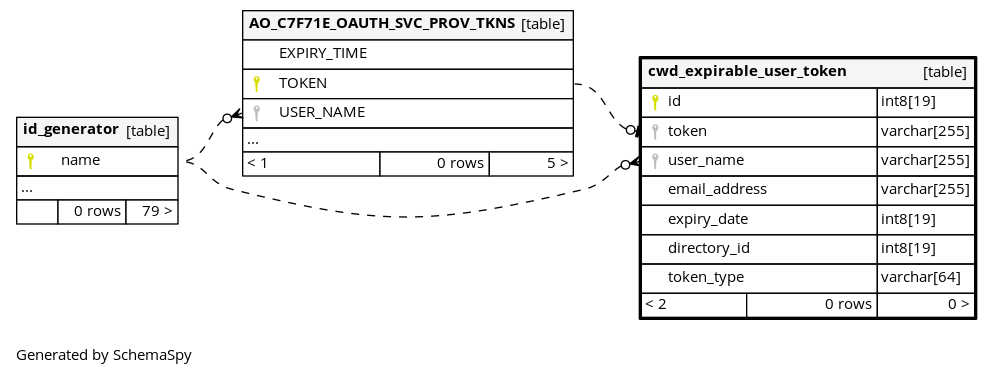 AO_C7F71E_OAUTH_SVC_PROV_TKNS [table]
EXPIRY_TIME
TOKEN
USER_NAME
...
< 1 0 rows 5 >
id_generator [table]
name
...
0 rows 79 >
cwd_expirable_user_token [table]
id int8[19]
token varchar[255]
user_name varchar[255]
email_address varchar[255]
expiry_date int8[19]
directory_id int8[19]
token_type varchar[64]
< 2 0 rows 0 >
Generated by SchemaSpy